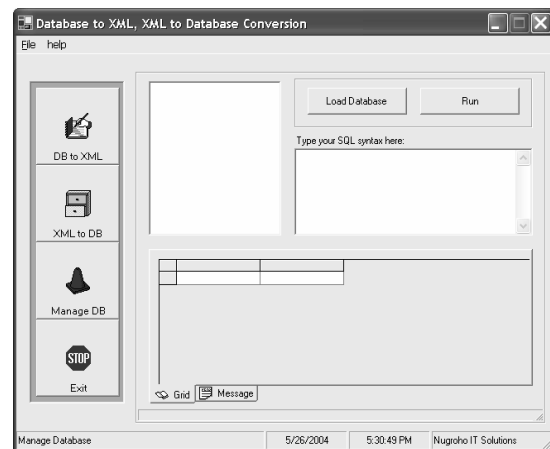 Database to XML, XML to Database Conversion
File help
DB to XML
XML to DB
Manage DB
STOP
Exit
Load Database
Run
Type your SQL syntax here:
Grid
Message
Manage Database
5/26/2004
5:30:49 PM
Nugroho IT Solutions